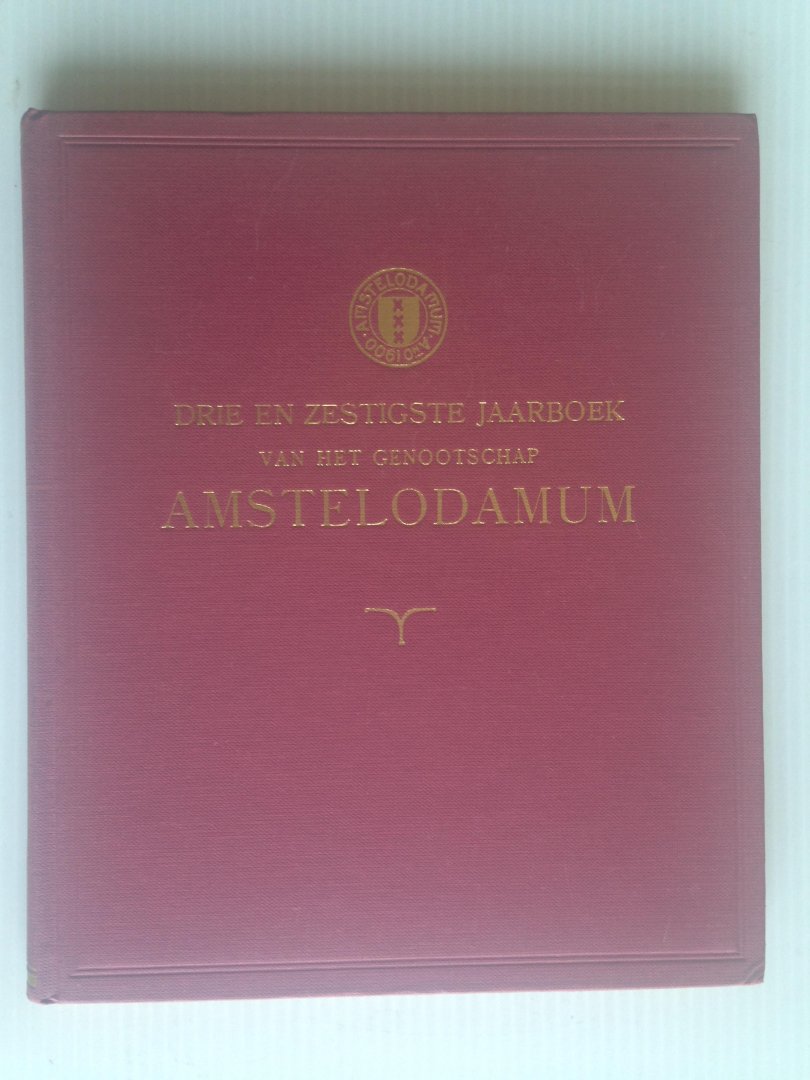 AMSTELODAMUM · Aᴺᴺᴼ 1900
DRIE EN ZESTIGSTE JAARBOEK
VAN HET GENOOTSCHAP
AMSTELODAMUM